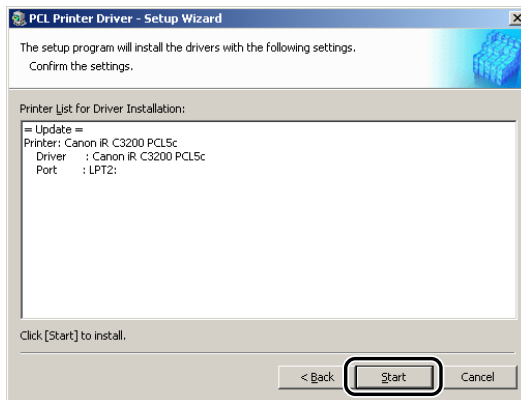 PCL Printer Driver - Setup Wizard
The setup program will install the drivers with the following settings.
Confirm the settings.
Printer List for Driver Installation:
= Update =
Printer: Canon iR C3200 PCL5c
Driver : Canon iR C3200 PCL5c
Port : LPT2:
Click [Start] to install.
< Back Start Cancel